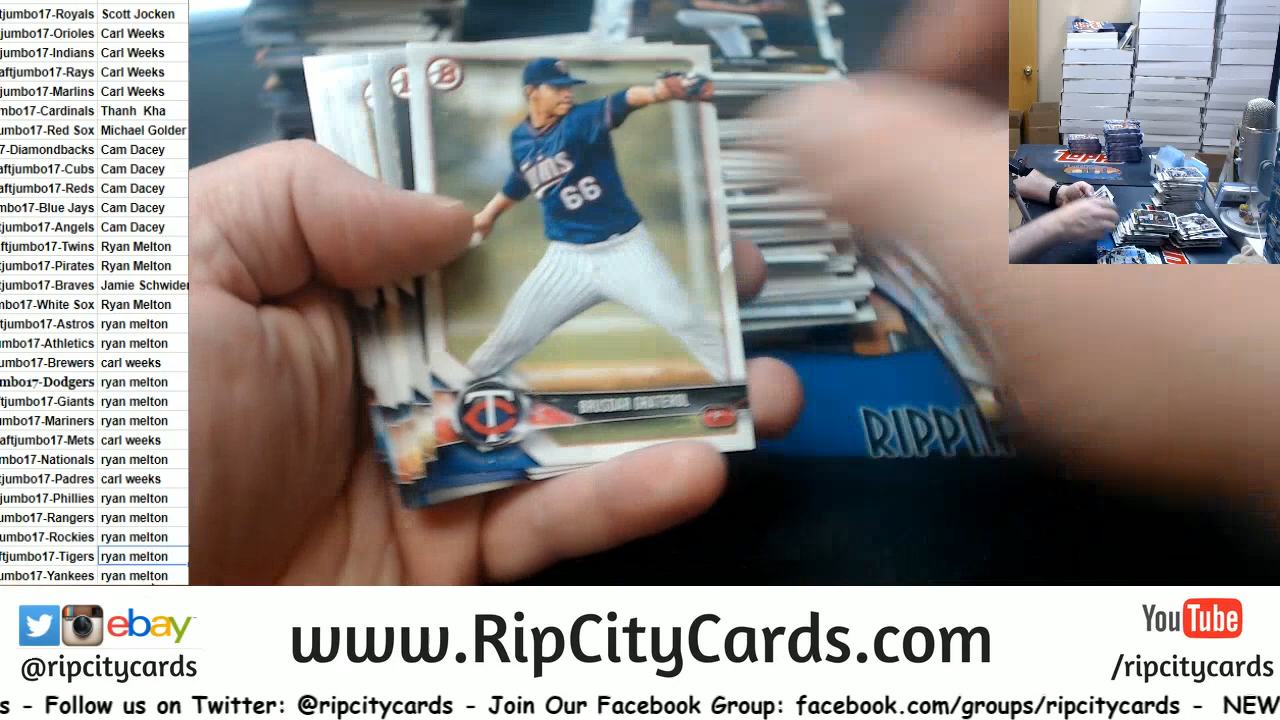 tjumbo17-Royals Scott Jocken
jumbo17-Orioles Carl Weeks
jumbo17-Indians Carl Weeks
aftjumbo17-Rays Carl Weeks
tjumbo17-Marlins Carl Weeks
mbo17-Cardinals Thanh Kha
umbo17-Red Sox Michael Golder
7-Diamondbacks Cam Dacey
aftjumbo17-Cubs Cam Dacey
aftjumbo17-Reds Cam Dacey
mbo17-Blue Jays Cam Dacey
tjumbo17-Angels Cam Dacey
ftjumbo17-Twins Ryan Melton
tjumbo17-Pirates Ryan Melton
jumbo17-Braves Jamie Schwider
mbo17-White Sox Ryan Melton
tjumbo17-Astros ryan melton
umbo17-Athletics ryan melton
umbo17-Brewers carl weeks
mbo17-Dodgers ryan melton
ftjumbo17-Giants ryan melton
umbo17-Mariners ryan melton
aftjumbo17-Mets carl weeks
mbo17-Nationals ryan melton
jumbo17-Padres carl weeks
jumbo17-Phillies ryan melton
umbo17-Rangers ryan melton
umbo17-Rockies ryan melton
ftjumbo17-Tigers ryan melton
umbo17-Yankees ryan melton
B
66
TC
RIPPI
TOPPS
ebay
@ripcitycards
www.RipCityCards.com
You Tube
/ripcitycards
s - Follow us on Twitter: @ripcitycards - Join Our Facebook Group: facebook.com/groups/ripcitycards - NEW